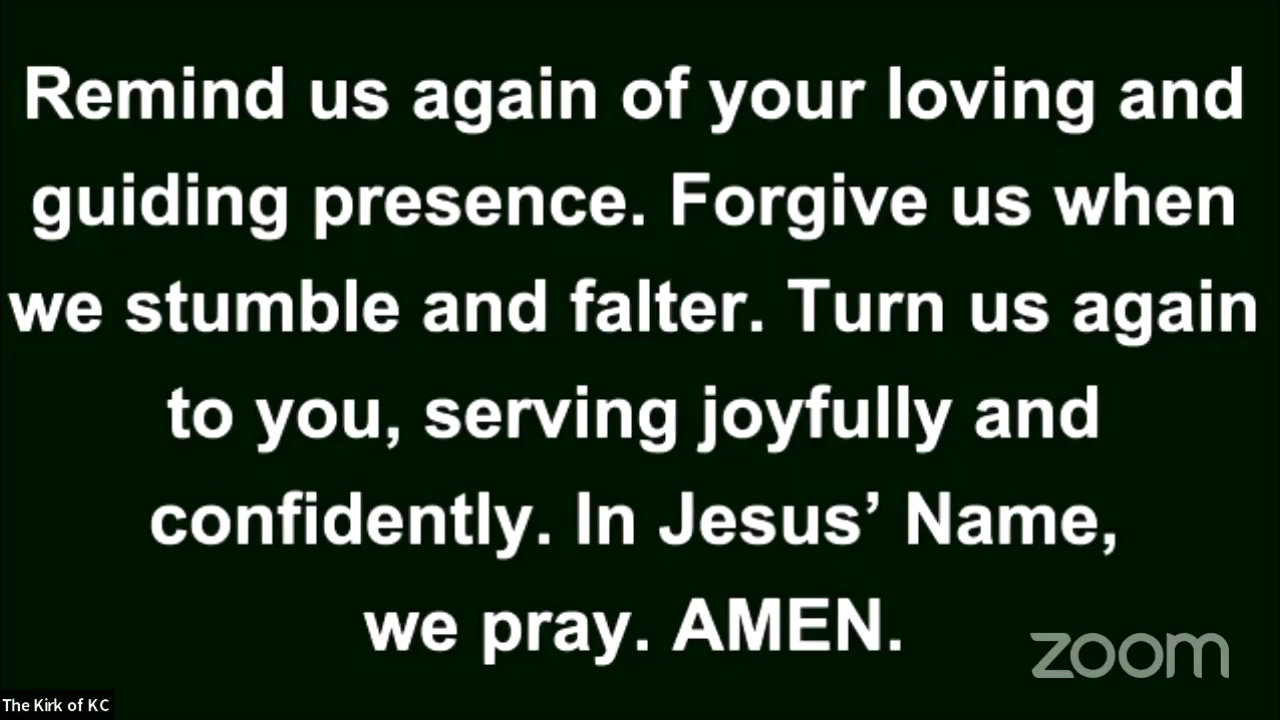 Remind us again of your loving and
guiding presence. Forgive us when
we stumble and falter. Turn us again
to you, serving joyfully and
confidently. In Jesus’ Name,
we pray. AMEN.
zoom
The Kirk of KC